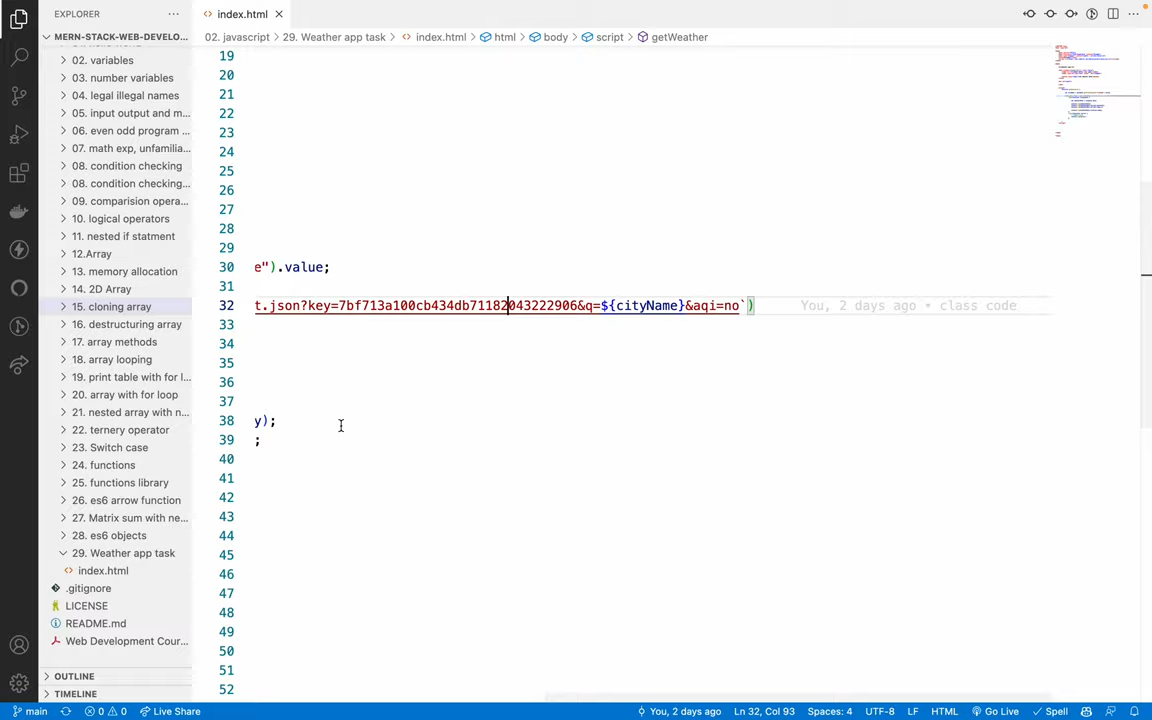 EXPLORER
···
index.html
MERN-STACK-WEB-DEVELO...
02. javascript > 29. Weather app task > index.html > html > body > script > getWeather
02. variables
03. number variables
04. legal illegal names
05. input output and m...
06. even odd program ...
07. math exp, unfamilia...
08. condition checking
08. condition checking...
09. comparision opera...
10. logical operators
11. nested if statment
12.Array
13. memory allocation
14. 2D Array
15. cloning array
16. destructuring array
17. array methods
18. array looping
19. print table with for l...
20. array with for loop
21. nested array with n...
22. ternery operator
23. Switch case
24. functions
25. functions library
26. es6 arrow function
27. Matrix sum with ne...
28. es6 objects
29. Weather app task
index.html
.gitignore
LICENSE
README.md
Web Development Cour...
OUTLINE
TIMELINE
19
20
21
22
23
24
25
26
27
28
29
30 e").value;
31
32 t.json?key=7bf713a100cb434db71182043222906&q=${cityName}&aqi=no`) You, 2 days ago • class code
33
34
35
36
37
38 y);
39 ;
40
41
42
43
44
45
46
47
48
49
50
51
52
main 0 0 Live Share You, 2 days ago Ln 32, Col 93 Spaces: 4 UTF-8 LF HTML Go Live Spell